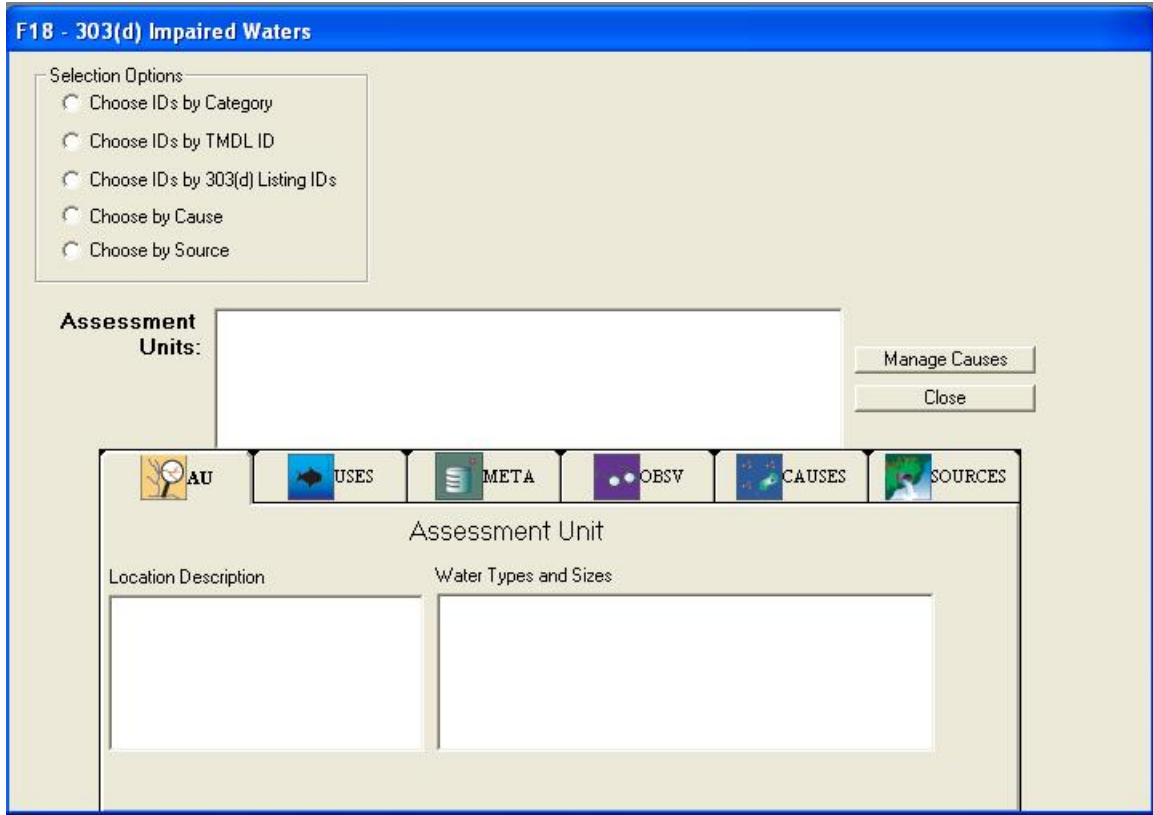 F18 - 303(d) Impaired Waters
Selection Options
Choose IDs by Category
Choose IDs by TMDL ID
Choose IDs by 303(d) Listing IDs
Choose by Cause
Choose by Source
Assessment
Units:
Manage Causes
Close
AU USES META OBSV CAUSES SOURCES
Assessment Unit
Location Description Water Types and Sizes